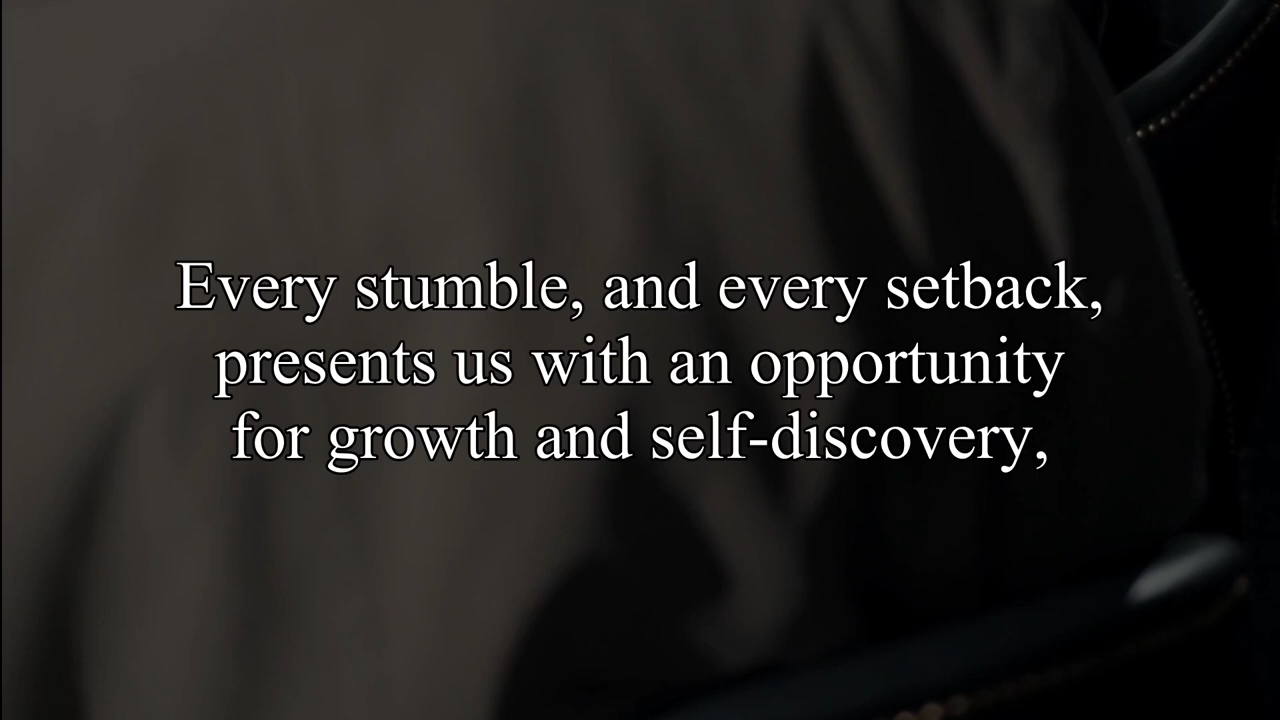 Every stumble, and every setback,
presents us with an opportunity
for growth and self-discovery,